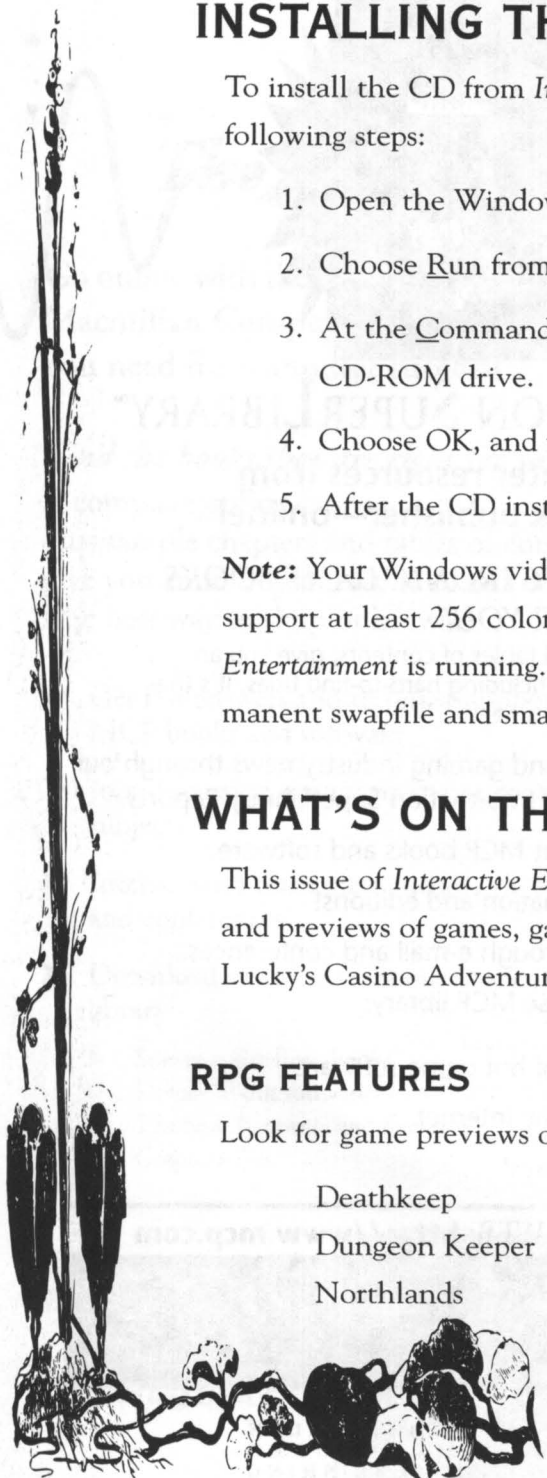 INSTALLING TH
To install the CD from In
following steps:
1. Open the Window
2. Choose Run from
3. At the Command
CD-ROM drive.
4. Choose OK, and
5. After the CD inst
Note: Your Windows vid
support at least 256 color
Entertainment is running.
manent swapfile and sma
WHAT'S ON TH
This issue of Interactive E
and previews of games, ga
Lucky's Casino Adventur
RPG FEATURES
Look for game previews o
Deathkeep
Dungeon Keeper
Northlands